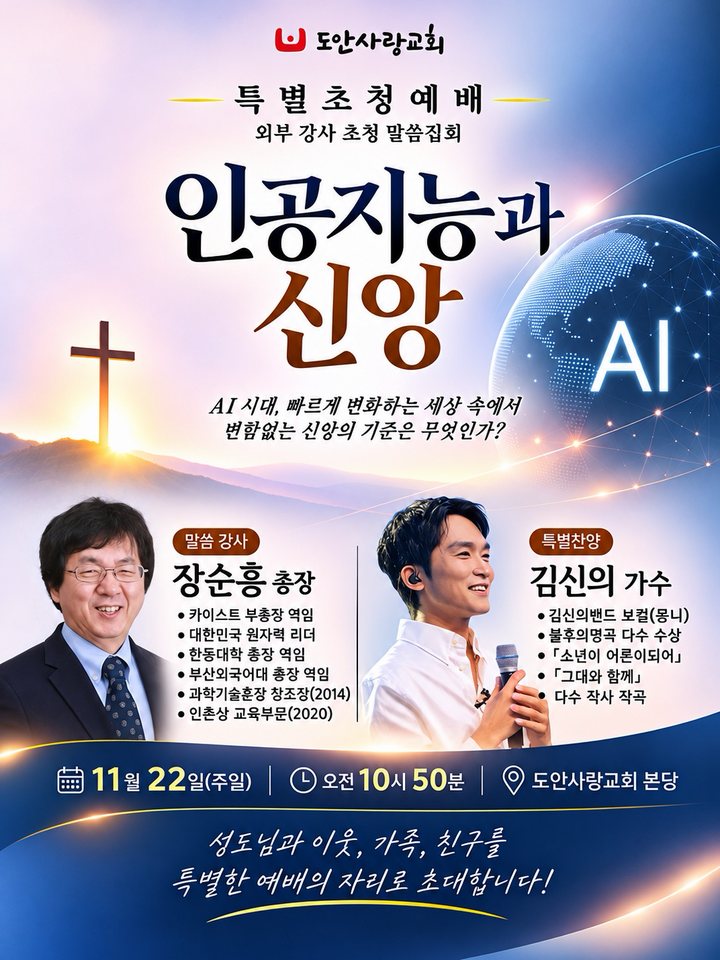 도안사랑교회
특별초청예배
외부 강사 초청 말씀집회
인공지능과
신앙
AI
AI 시대, 빠르게 변화하는 세상 속에서
변함없는 신앙의 기준은 무엇인가?
말씀 강사
장순흥 총장
• 카이스트 부총장 역임
• 대한민국 원자력 리더
• 한동대학 총장 역임
• 부산외국어대 총장 역임
• 과학기술훈장 창조장(2014)
• 인촌상 교육부문(2020)
특별찬양
김신의 가수
• 김신의밴드 보컬(몽니)
• 불후의명곡 다수 수상
• 「소년이 어론이되어」
• 「그대와 함께」
• 다수 작사 작곡
11월 22일(주일)
오전 10시 50분
도안사랑교회 본당
성도님과 이웃, 가족, 친구를
특별한 예배의 자리로 초대합니다!